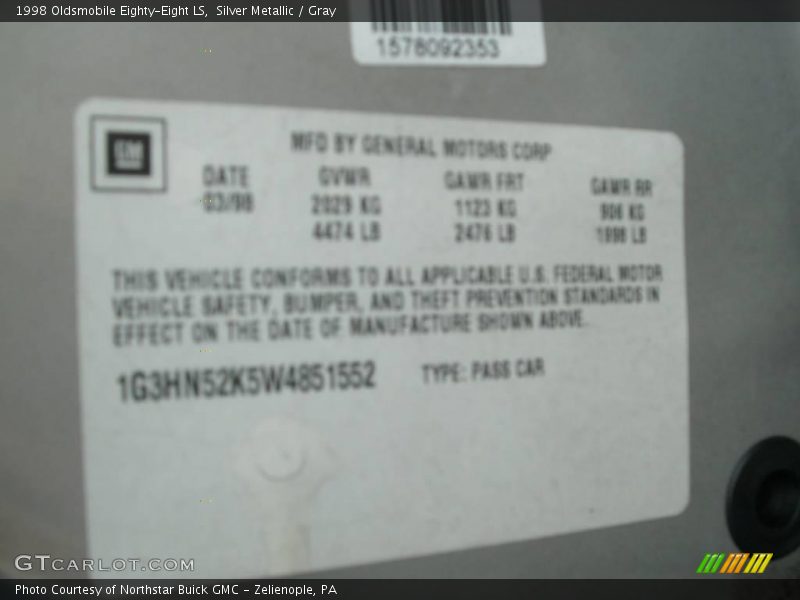 1998 Oldsmobile Eighty-Eight LS, Silver Metallic / Gray
1578092353
GM
MFD BY GENERAL MOTORS CORP
DATE GVWR GAWR FRT GAWR RR
03/98 2029 KG 1123 KG 906 KG
4474 LB 2476 LB 1998 LB
THIS VEHICLE CONFORMS TO ALL APPLICABLE U.S. FEDERAL MOTOR
VEHICLE SAFETY, BUMPER, AND THEFT PREVENTION STANDARDS IN
EFFECT ON THE DATE OF MANUFACTURE SHOWN ABOVE.
1G3HN52K5W4851552 TYPE: PASS CAR
GTCARLOT.COM
Photo Courtesy of Northstar Buick GMC - Zelienople, PA